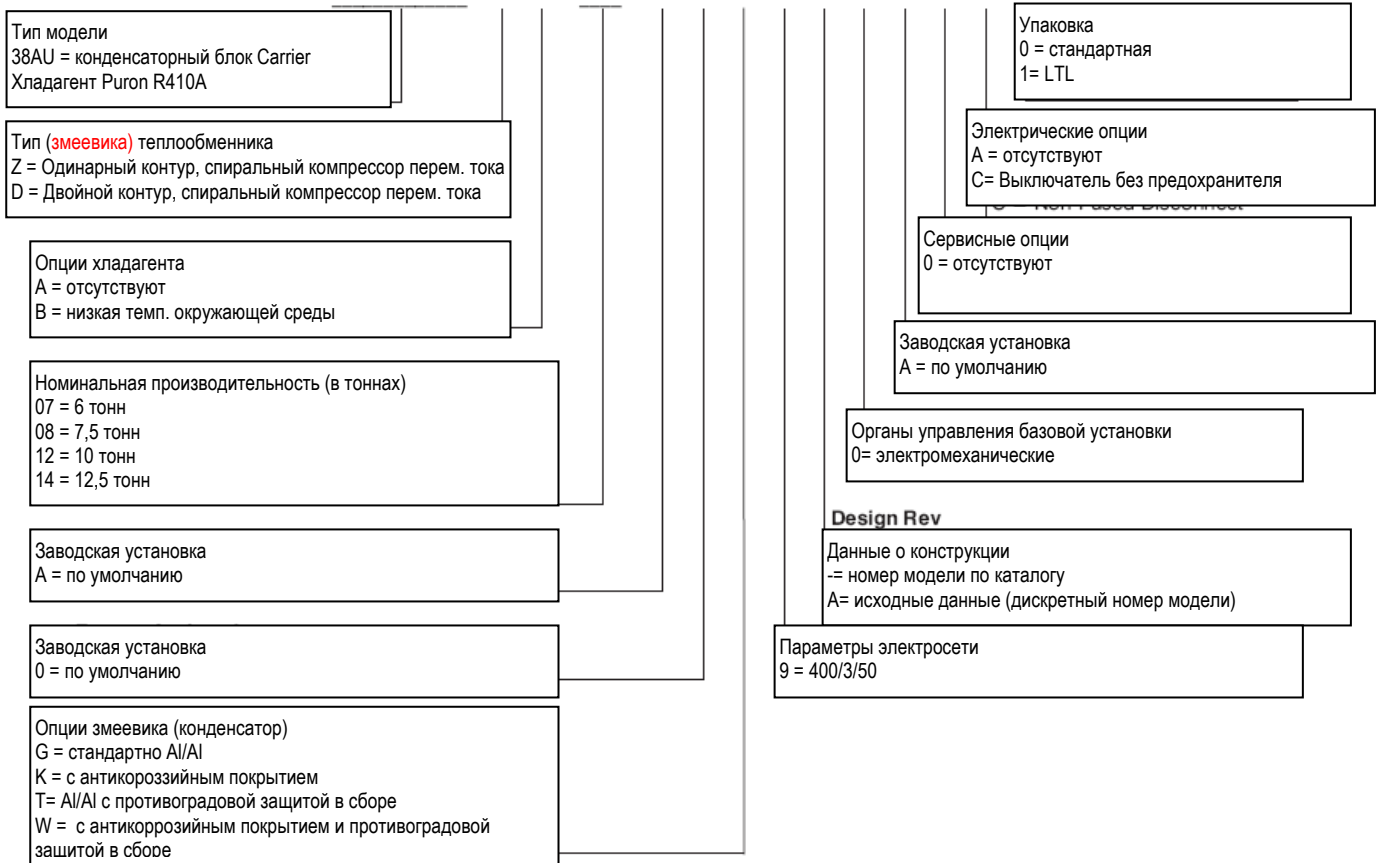 Тип модели
38AU = конденсаторный блок Carrier
Хладагент Puron R410A
Тип (змеевика) теплообменника
Z = Одинарный контур, спиральный компрессор перем. тока
D = Двойной контур, спиральный компрессор перем. тока
Опции хладагента
A = отсутствуют
B = низкая темп. окружающей среды
Номинальная производительность (в тоннах)
07 = 6 тонн
08 = 7,5 тонн
12 = 10 тонн
14 = 12,5 тонн
Заводская установка
A = по умолчанию
Заводская установка
0 = по умолчанию
Опции змеевика (конденсатор)
G = стандартно Al/Al
K = с антикороззийным покрытием
T= Al/Al с противоградовой защитой в сборе
W = с антикоррозийным покрытием и противоградовой
защитой в сборе
Упаковка
0 = стандартная
1= LTL
Электрические опции
A = отсутствуют
C= Выключатель без предохранителя
Сервисные опции
0 = отсутствуют
Заводская установка
A = по умолчанию
Органы управления базовой установки
0= электромеханические
Design Rev
Данные о конструкции
-= номер модели по каталогу
A= исходные данные (дискретный номер модели)
Параметры электросети
9 = 400/3/50